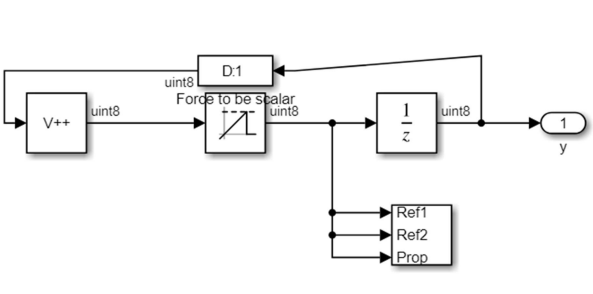 D:1
uint8
Force to be scalar
V++
uint8
uint8
1
z
uint8
1
y
Ref1
Ref2
Prop